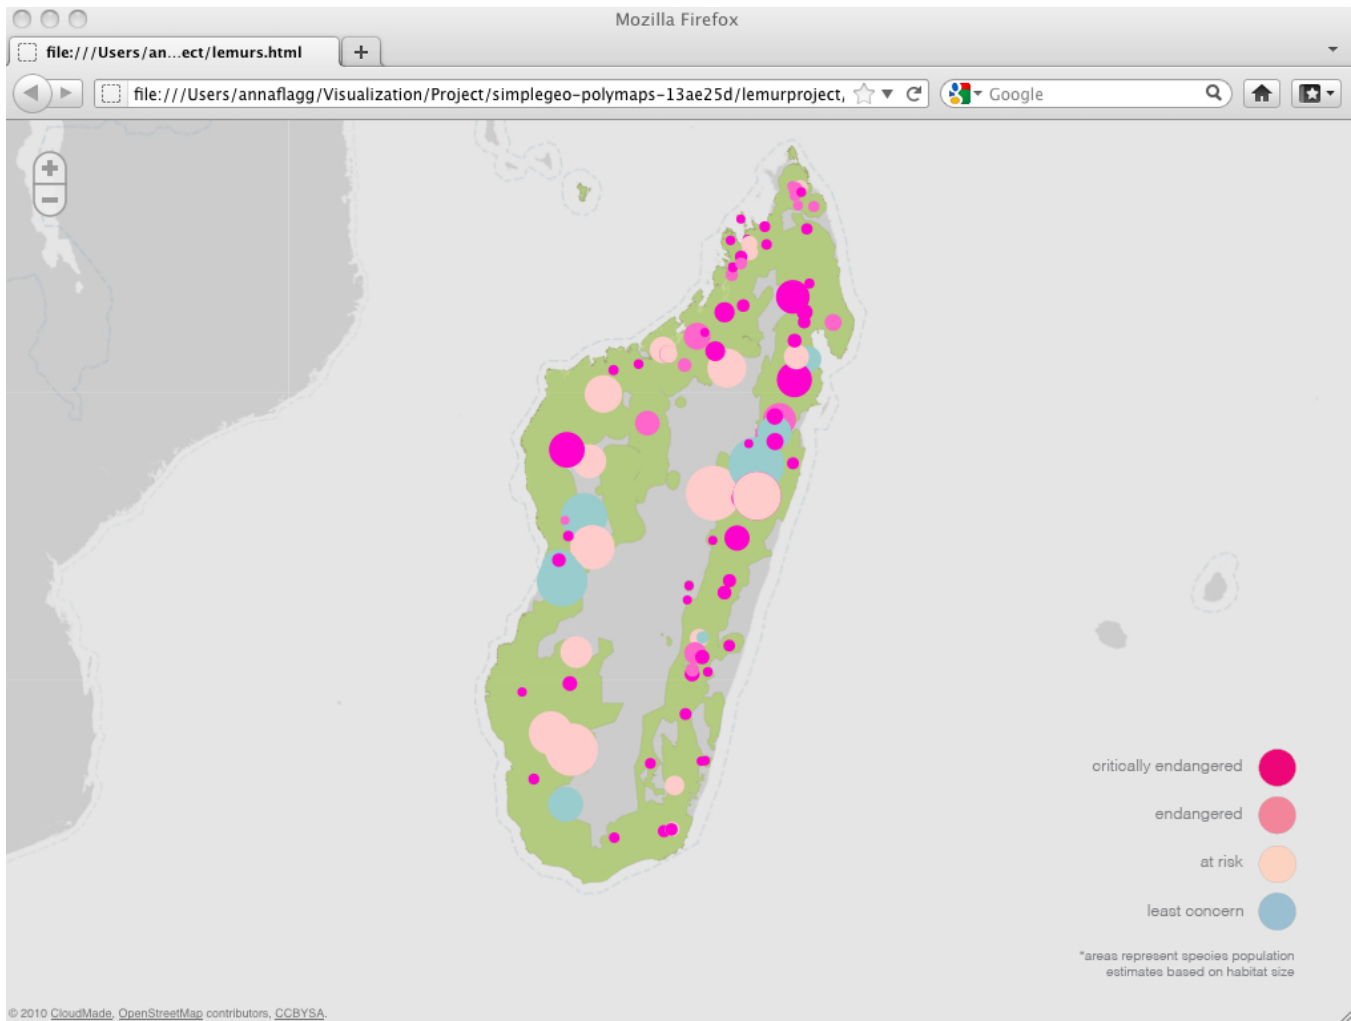 Mozilla Firefox
file:///Users/an...ect/lemurs.html
file:///Users/annaflagg/Visualization/Project/simplegeo-polymaps-13ae25d/lemurproject,
Google
critically endangered
endangered
at risk
least concern
*areas represent species population
estimates based on habitat size
© 2010 CloudMade, OpenStreetMap contributors, CCBYSA.